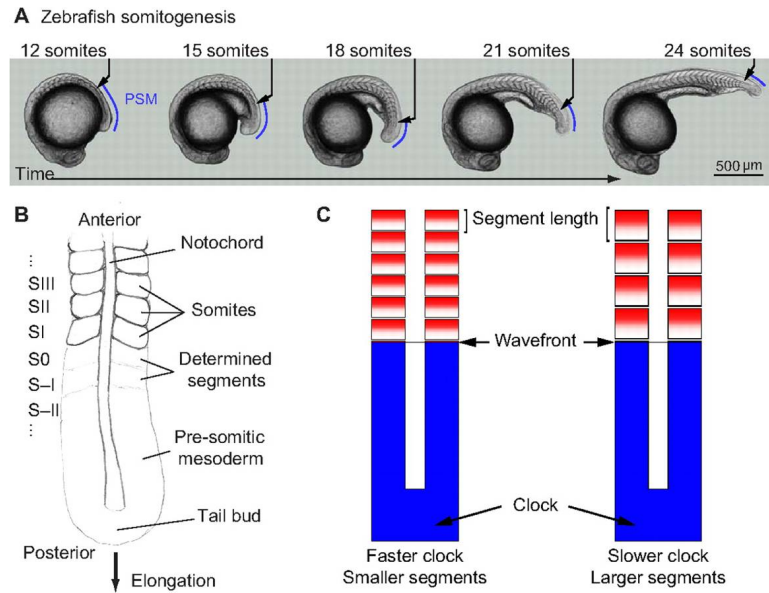 A Zebrafish somitogenesis
12 somites
15 somites
18 somites
21 somites
24 somites
PSM
Time
500 µm
B
Anterior
Notochord
...
SIII
SII
SI
S0
S–I
S–II
...
Somites
Determined
segments
Pre-somitic
mesoderm
Tail bud
Posterior
Elongation
C
Segment length
Wavefront
Clock
Faster clock
Smaller segments
Slower clock
Larger segments